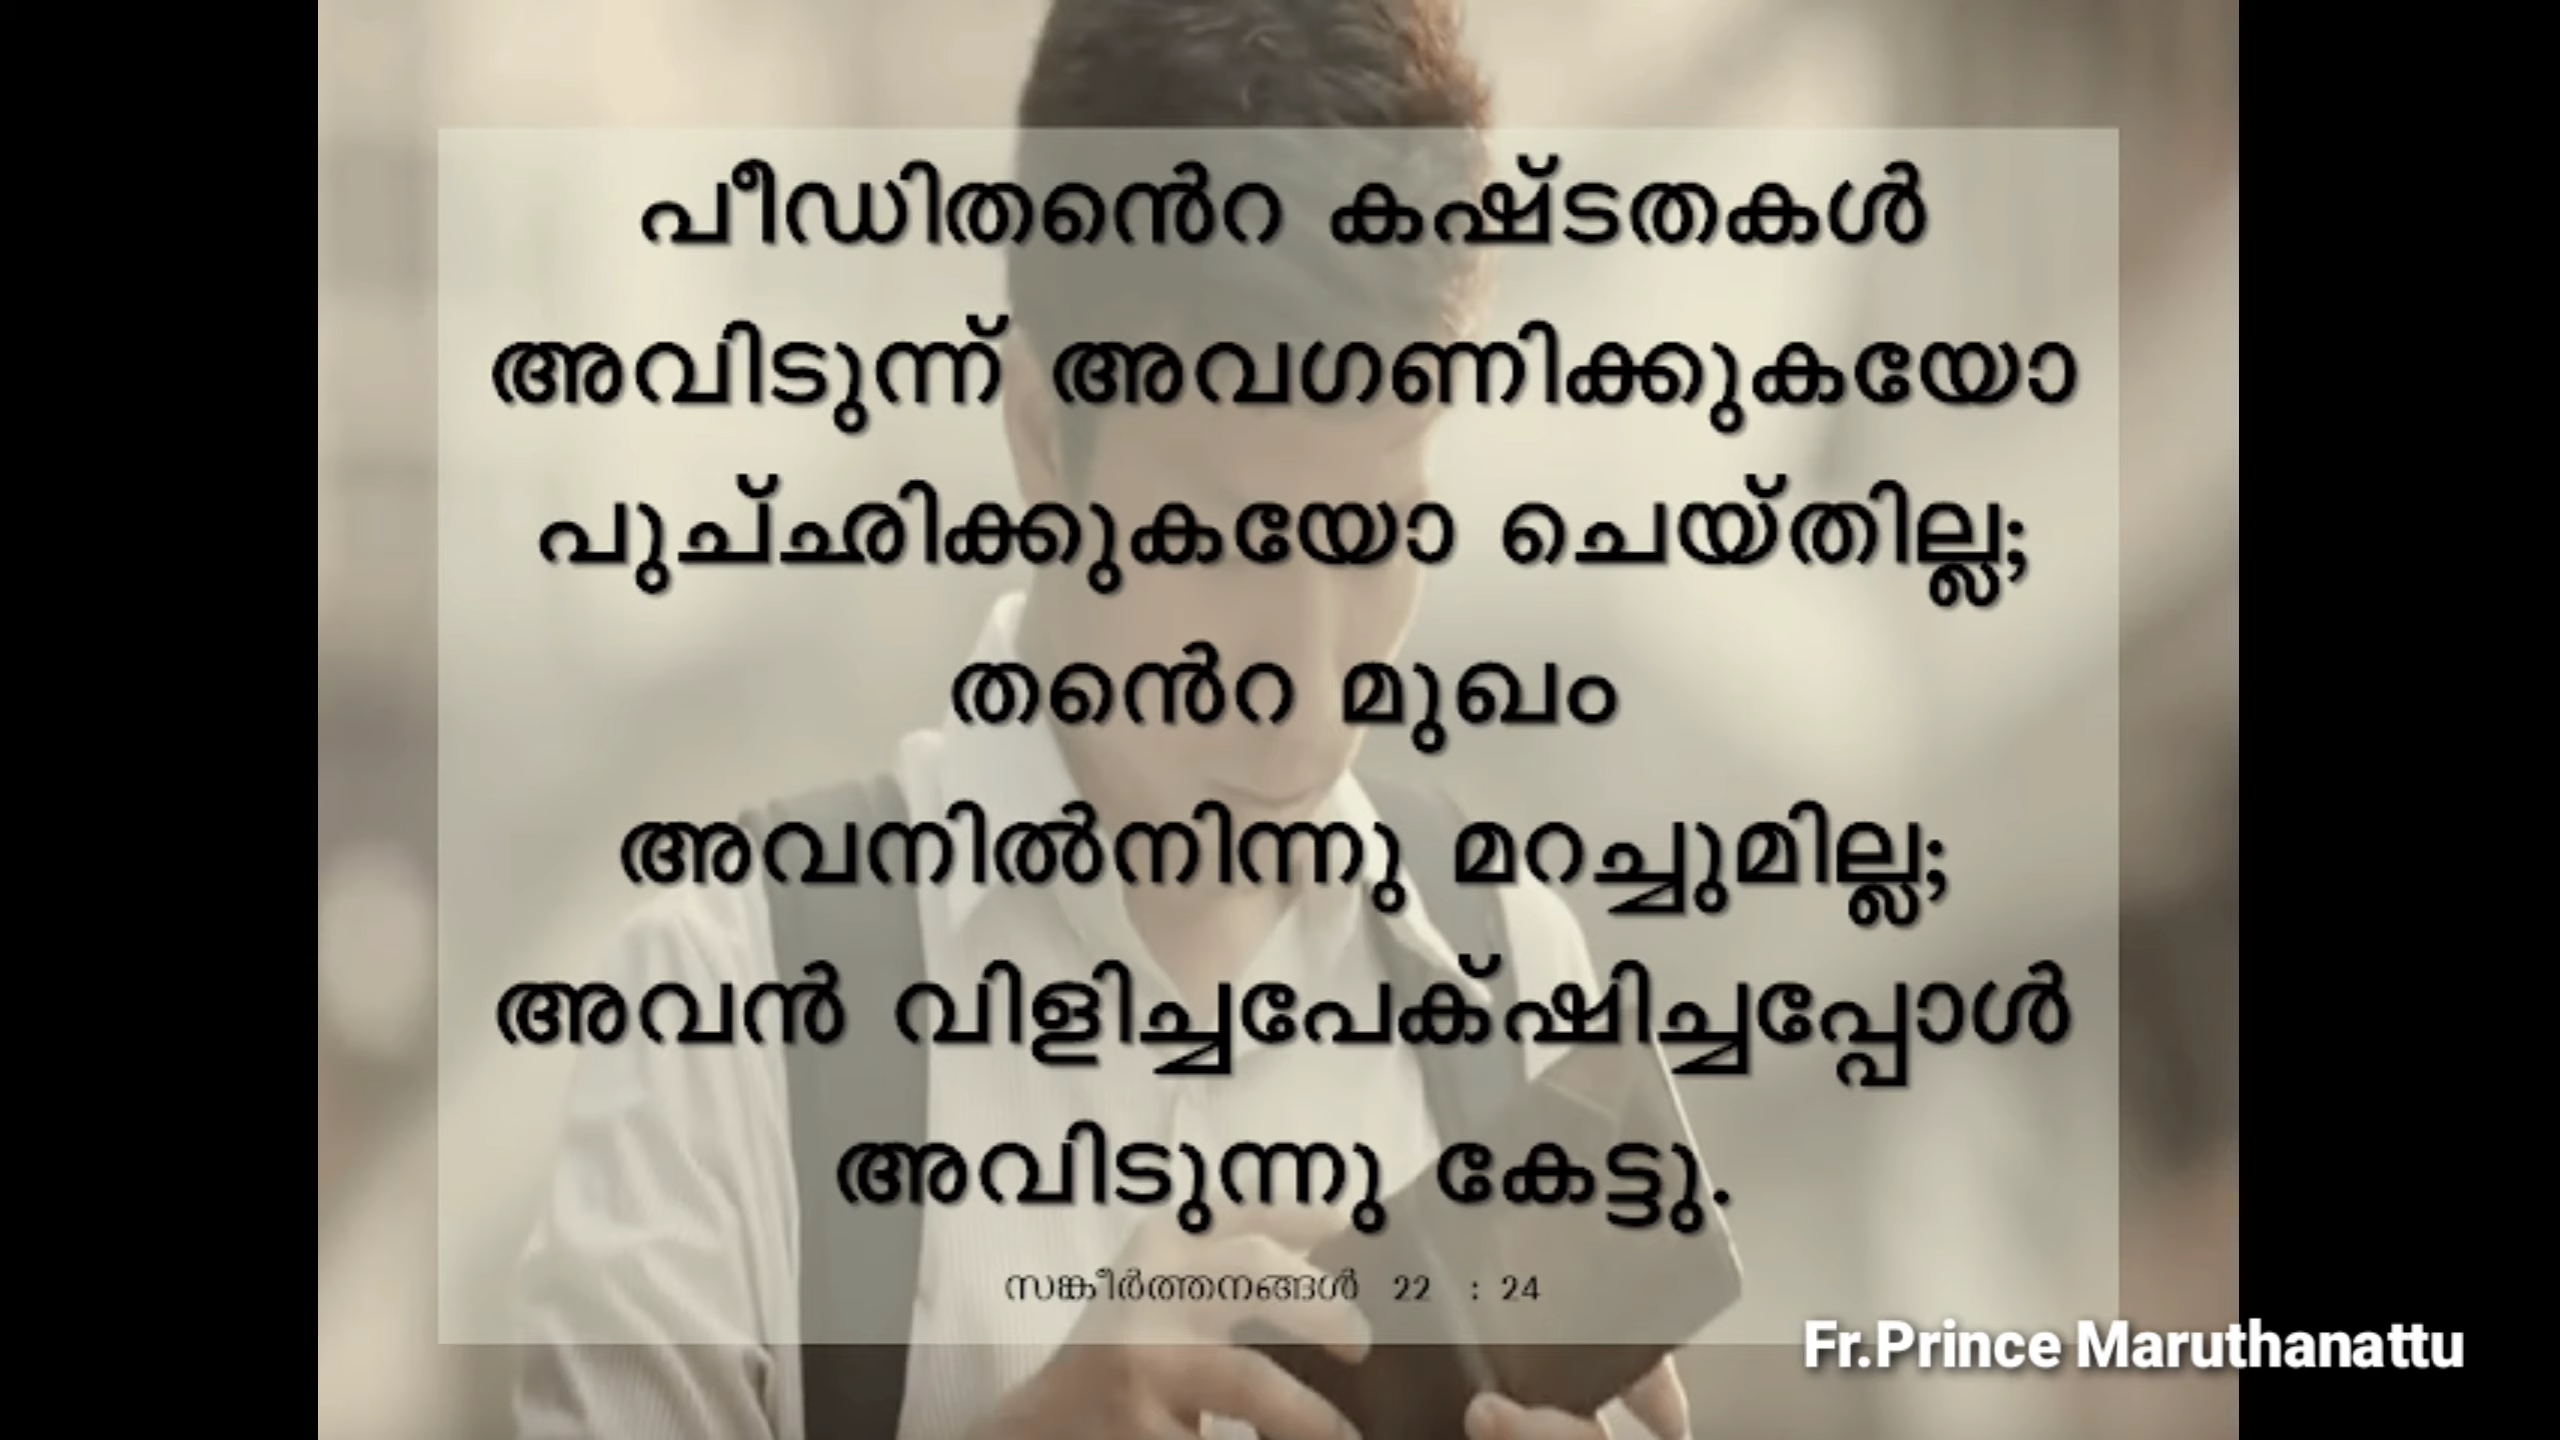 പീഡിതൻെറ കഷ്ടതകൾ
അവിടുന്ന് അവഗണിക്കുകയോ
പുച്‌ഛിക്കുകയോ ചെയ്തില്ല;
തൻെറ മുഖം
അവനിൽനിന്നു മറച്ചുമില്ല;
അവൻ വിളിച്ചപേക്‌ഷിച്ചപ്പോൾ
അവിടുന്നു കേട്ടു.
സങ്കീർത്തനങ്ങൾ 22 : 24
Fr.Prince Maruthanattu